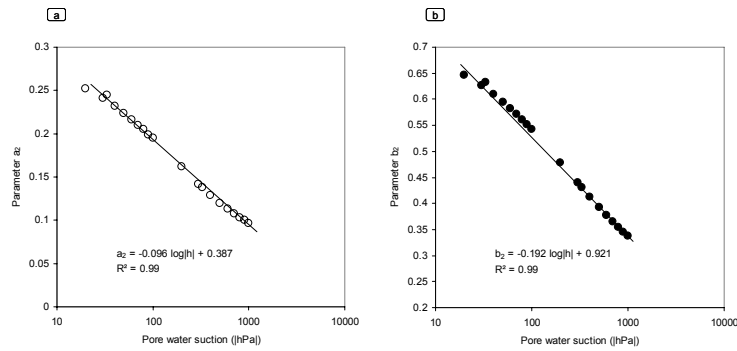 a
0.3
0.25
0.2
0.15
0.1
0.05
0
Parameter a₂
a₂ = -0.096 log|h| + 0.387
R² = 0.99
10
100
1000
10000
Pore water suction (|hPa|)
b
0.7
0.65
0.6
0.55
0.5
0.45
0.4
0.35
0.3
0.25
0.2
Parameter b₂
b₂ = -0.192 log|h| + 0.921
R² = 0.99
10
100
1000
10000
Pore water suction (|hPa|)